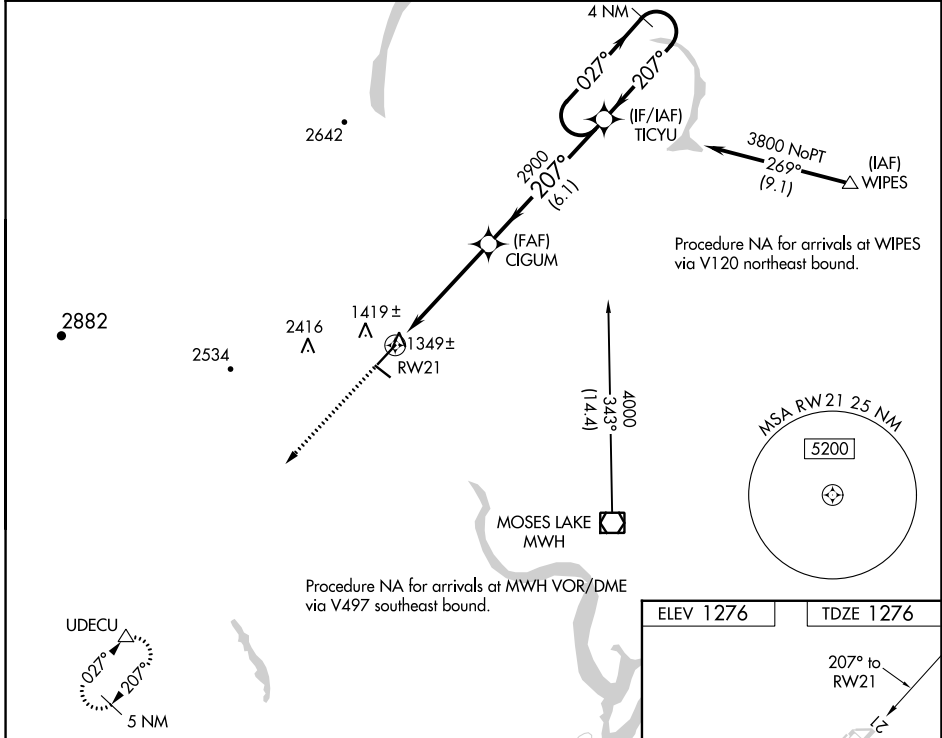 4 NM
027°
207°
(IF/IAF)
TICYU
2642
3800 NoPT
269°
(9.1)
(IAF)
WIPES
2900
207°
(6.1)
(FAF)
CIGUM
Procedure NA for arrivals at WIPES
via V120 northeast bound.
2882
2534
2416
1419±
1349±
RW21
4000
343°
(14.4)
MSA RW21 25 NM
5200
MOSES LAKE
MWH
Procedure NA for arrivals at MWH VOR/DME
via V497 southeast bound.
UDECU
027°
207°
5 NM
ELEV 1276
TDZE 1276
207° to
RW21
21